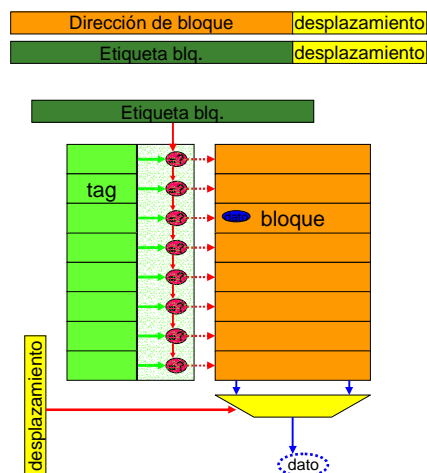 Dirección de bloque desplazamiento
Etiqueta blq. desplazamiento
Etiqueta blq.
=?
tag =?
=? bloque
=?
=?
=?
=?
=?
desplazamiento
dato